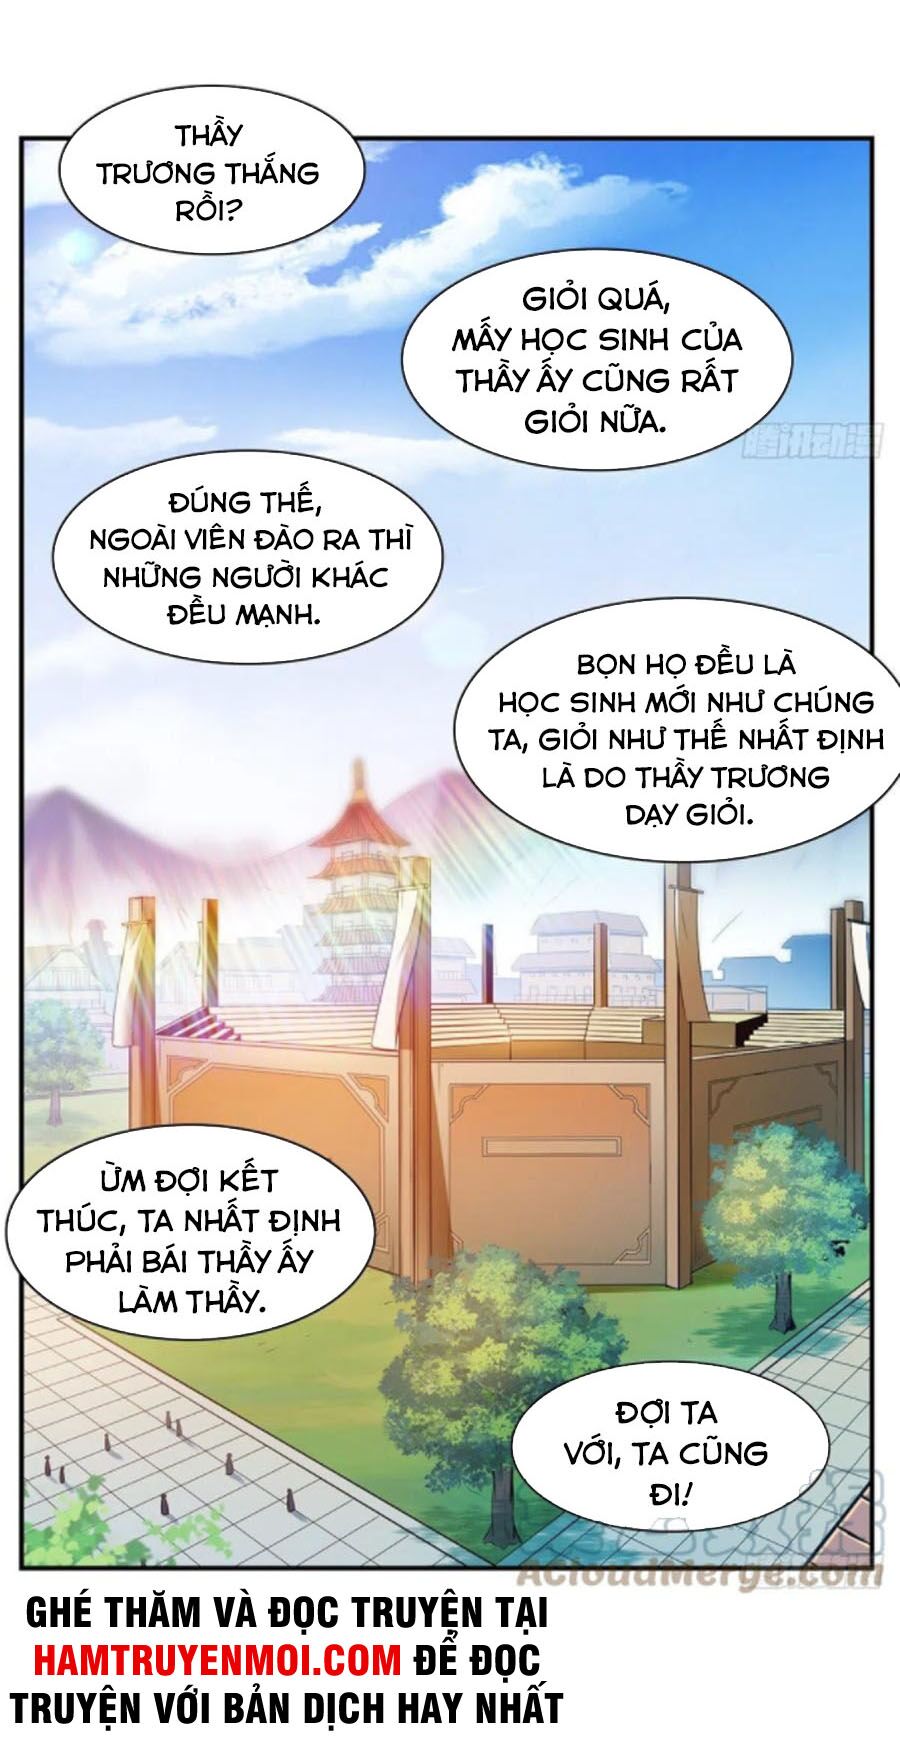 THẦY
TRƯƠNG THẮNG
RỒI?
GIỎI QUÁ,
MẤY HỌC SINH CỦA
THẦY ẤY CŨNG RẤT
GIỎI NỮA.
腾讯动漫
ĐÚNG THẾ,
NGOÀI VIÊN ĐÀO RA THÌ
NHỮNG NGƯỜI KHÁC
ĐỀU MẠNH.
BỌN HỌ ĐỀU LÀ
HỌC SINH MỚI NHƯ CHÚNG
TA, GIỎI NHƯ THẾ NHẤT ĐỊNH
LÀ DO THẦY TRƯƠNG
DẠY GIỎI.
ỪM ĐỢI KẾT
THÚC, TA NHẤT ĐỊNH
PHẢI BÁI THẦY ẤY
LÀM THẦY.
ĐỢI TA
VỚI, TA CŨNG
ĐI!
ACloudMerge.com
GHÉ THĂM VÀ ĐỌC TRUYỆN TẠI
HAMTRUYENMOI.COM ĐỂ ĐỌC
TRUYỆN VỚI BẢN DỊCH HAY NHẤT